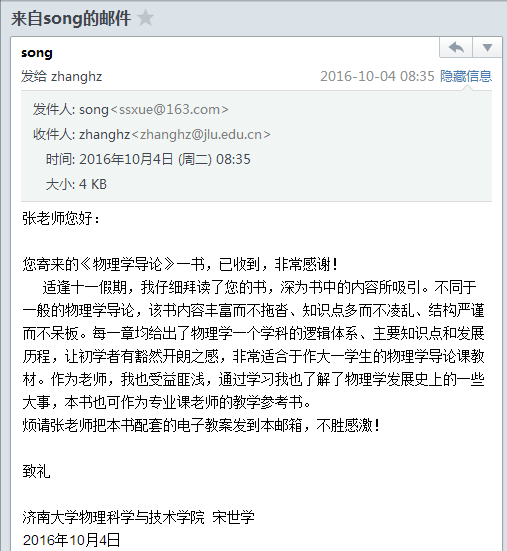 来自song的邮件
song
发给 zhanghz 2016-10-04 08:35 隐藏信息
发件人: song<ssxue@163.com>
收件人: zhanghz<zhanghz@jlu.edu.cn>
时间: 2016年10月4日 (周二) 08:35
大小: 4 KB
张老师您好：
您寄来的《物理学导论》一书，已收到，非常感谢！
适逢十一假期，我仔细拜读了您的书，深为书中的内容所吸引。不同于
一般的物理学导论，该书内容丰富而不拖沓、知识点多而不凌乱、结构严谨
而不呆板。每一章均给出了物理学一个学科的逻辑体系、主要知识点和发展
历程，让初学者有豁然开朗之感，非常适合于作大一学生的物理学导论课教
材。作为老师，我也受益匪浅，通过学习我也了解了物理学发展史上的一些
大事，本书也可作为专业课老师的教学参考书。
烦请张老师把本书配套的电子教案发到本邮箱，不胜感激！
致礼
济南大学物理科学与技术学院 宋世学
2016年10月4日